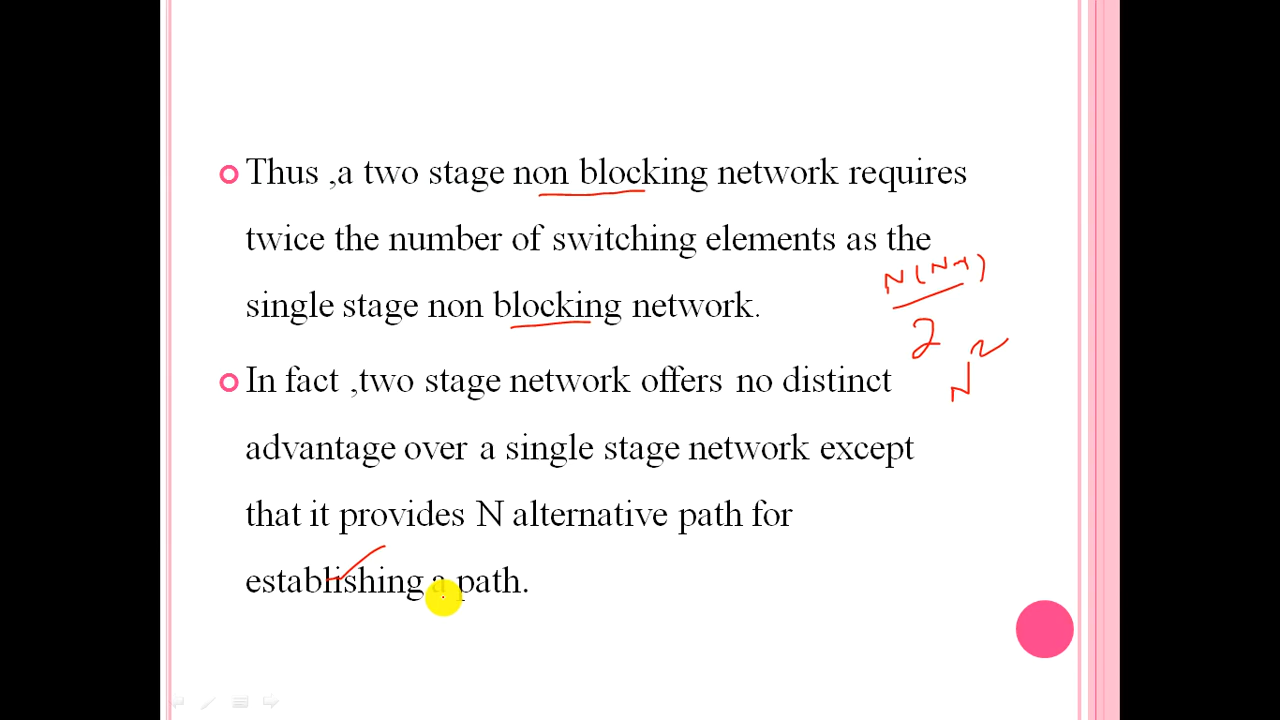 Thus ,a two stage non blocking network requires
twice the number of switching elements as the
single stage non blocking network.
N(N-1)
2
N2
In fact ,two stage network offers no distinct
advantage over a single stage network except
that it provides N alternative path for
establishing a path.